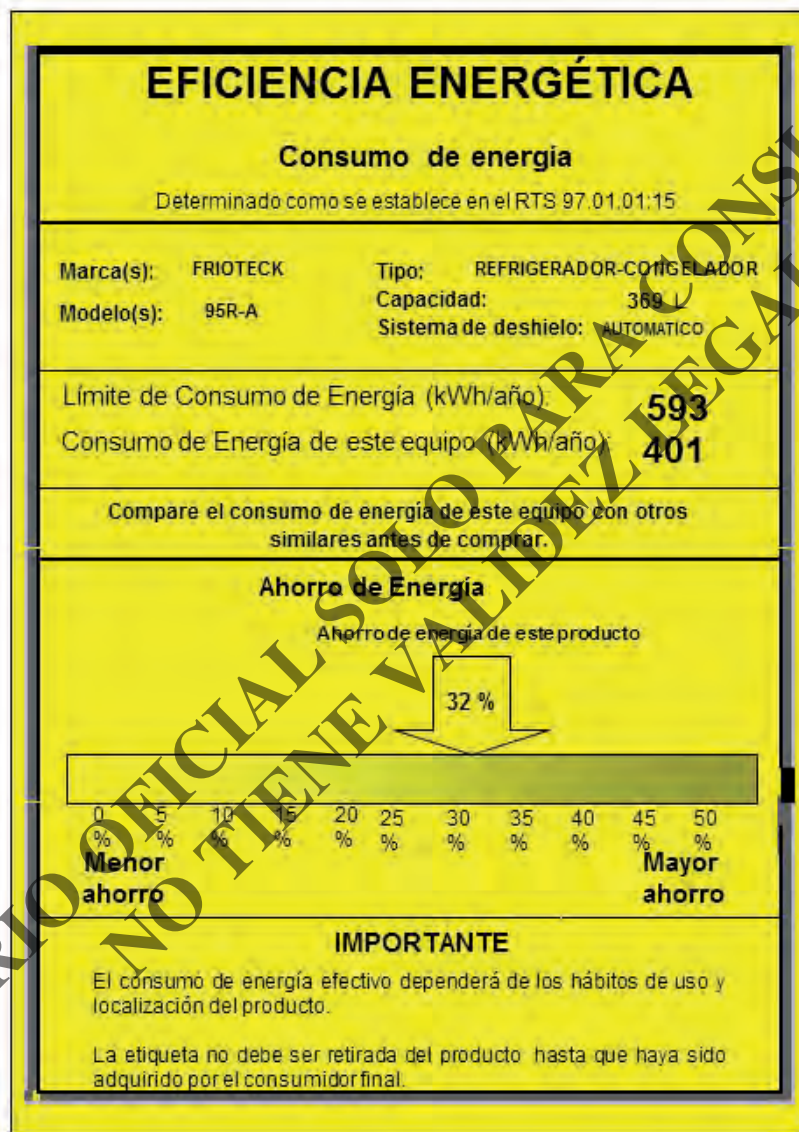 EFICIENCIA ENERGÉTICA
Consumo de energía
Determinado como se establece en el RTS 97.01.01:15
Marca(s): FRIOTECK Tipo: REFRIGERADOR-CONGELADOR
Modelo(s): 95R-A Capacidad: 369 L
Sistema de deshielo: AUTOMATICO
Límite de Consumo de Energía (kWh/año): 593
Consumo de Energía de este equipo (kWh/año): 401
Compare el consumo de energía de este equipo con otros
similares antes de comprar.
Ahorro de Energía
Ahorro de energía de este producto
32 %
0 % 5 % 10 % 15 % 20 % 25 % 30 % 35 % 40 % 45 % 50 %
Menor ahorro
Mayor ahorro
IMPORTANTE
El consumo de energía efectivo dependerá de los hábitos de uso y
localización del producto.
La etiqueta no debe ser retirada del producto hasta que haya sido
adquirido por el consumidor final.
OFICIAL SOLO PARA
NO TIENE VALIDEZ LEGAL